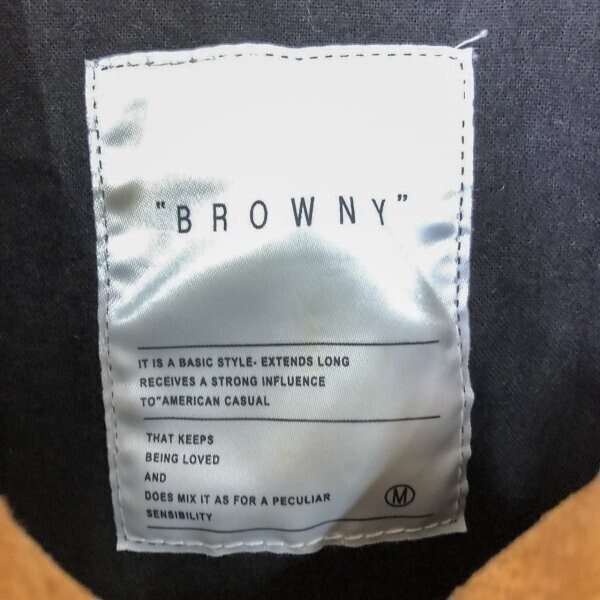 "BROWNY"
IT IS A BASIC STYLE- EXTENDS LONG
RECEIVES A STRONG INFLUENCE
TO"AMERICAN CASUAL
THAT KEEPS
BEING LOVED
AND
DOES MIX IT AS FOR A PECULIAR
SENSIBILITY
M